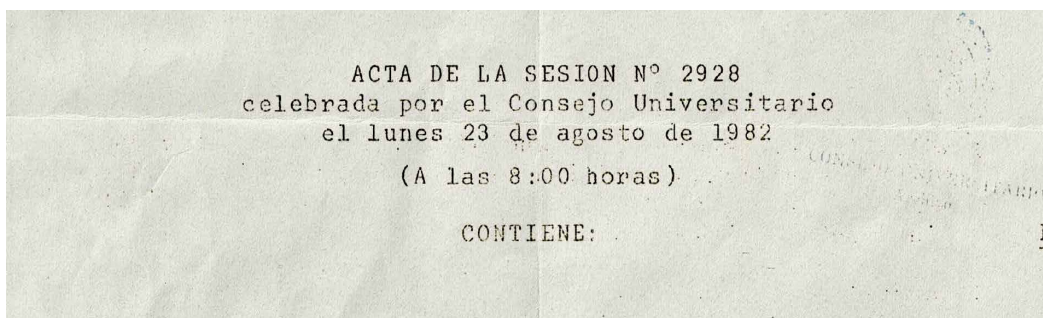 ACTA DE LA SESION Nº 2928
celebrada por el Consejo Universitario
el lunes 23 de agosto de 1982
(A las 8:00 horas)
CONTIENE: